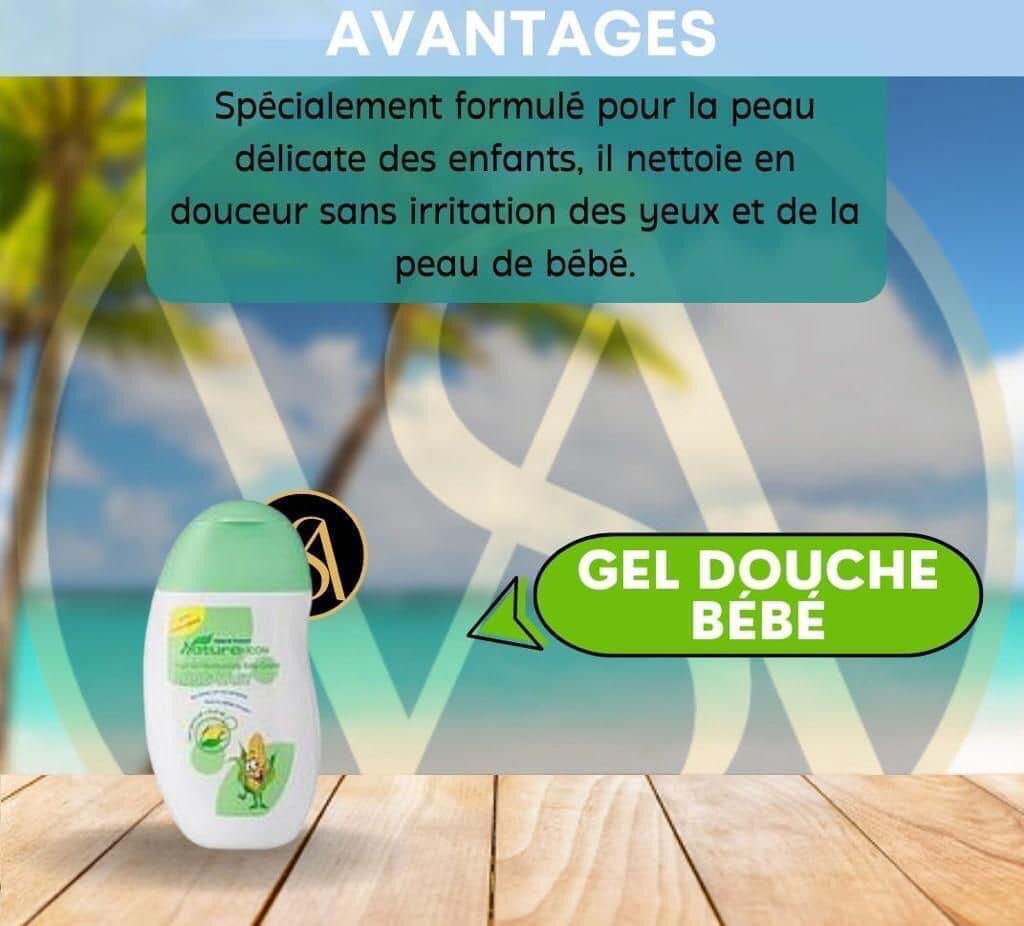 AVANTAGES
Spécialement formulé pour la peau
délicate des enfants, il nettoie en
douceur sans irritation des yeux et de la
peau de bébé.
GEL DOUCHE
BÉBÉ
Nature